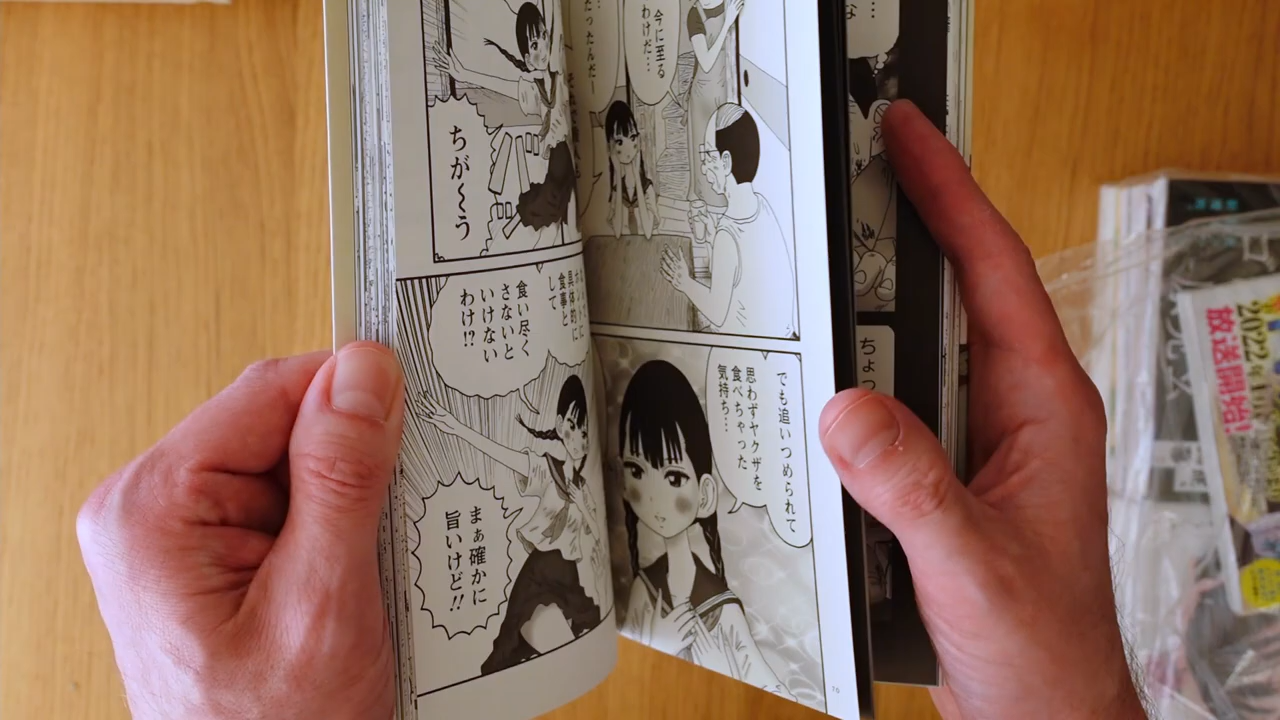 今に至る
わけだ…
だったんだー
でも追いつめられて
思わずヤクザを
食べちゃった
気持ち…
ちが〜う
具体的に
食事と
して
食い尽く
さないと
いけない
わけ!?
まぁ確かに
旨いけど!!
ちょっ
2022年
放送開始!